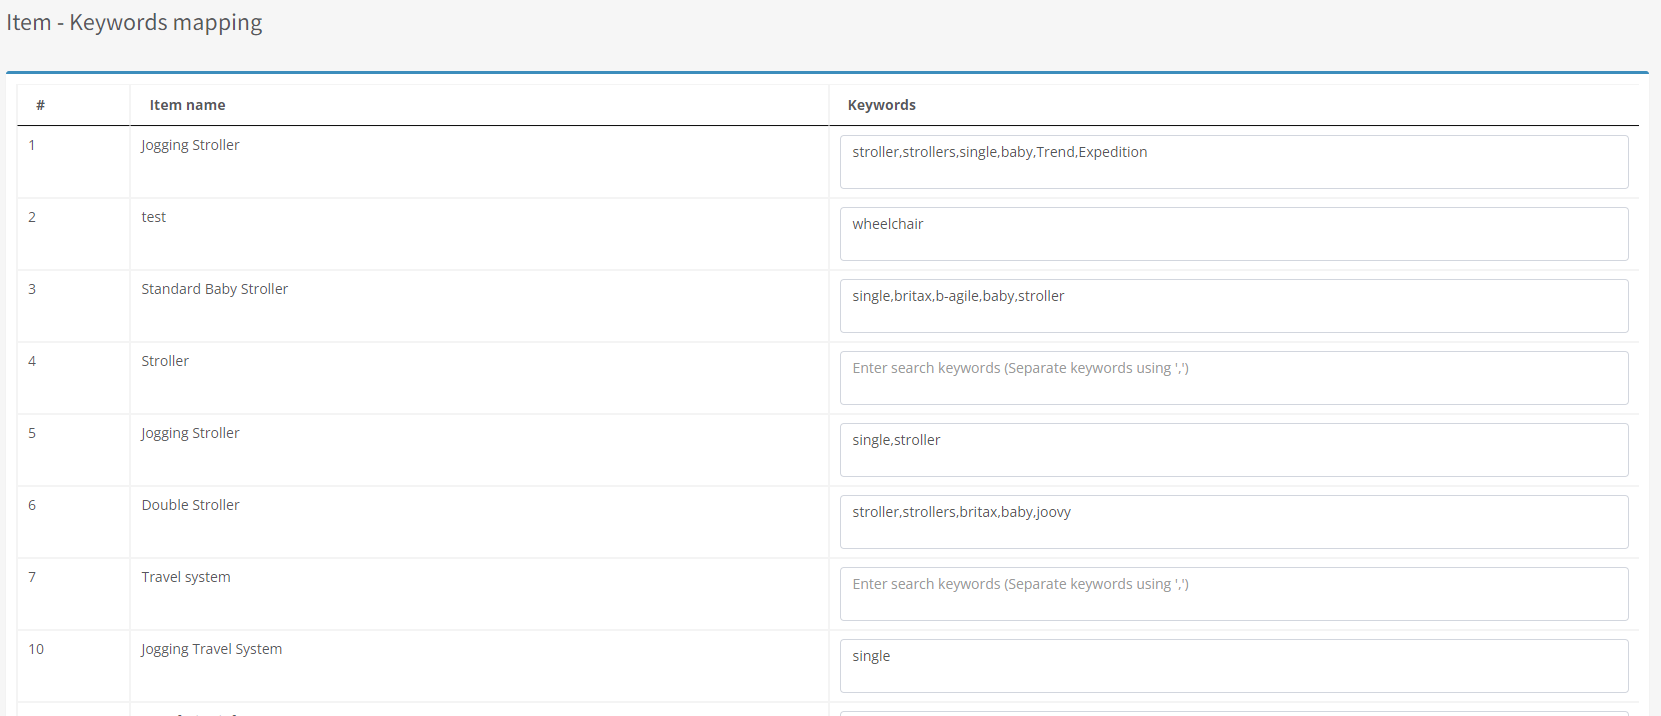 Item - Keywords mapping
# Item name Keywords
1 Jogging Stroller stroller,strollers,single,baby,Trend,Expedition
2 test wheelchair
3 Standard Baby Stroller single,britax,b-agile,baby,stroller
4 Stroller Enter search keywords (Separate keywords using ',')
5 Jogging Stroller single,stroller
6 Double Stroller stroller,strollers,britax,baby,joovy
7 Travel system Enter search keywords (Separate keywords using ',')
10 Jogging Travel System single